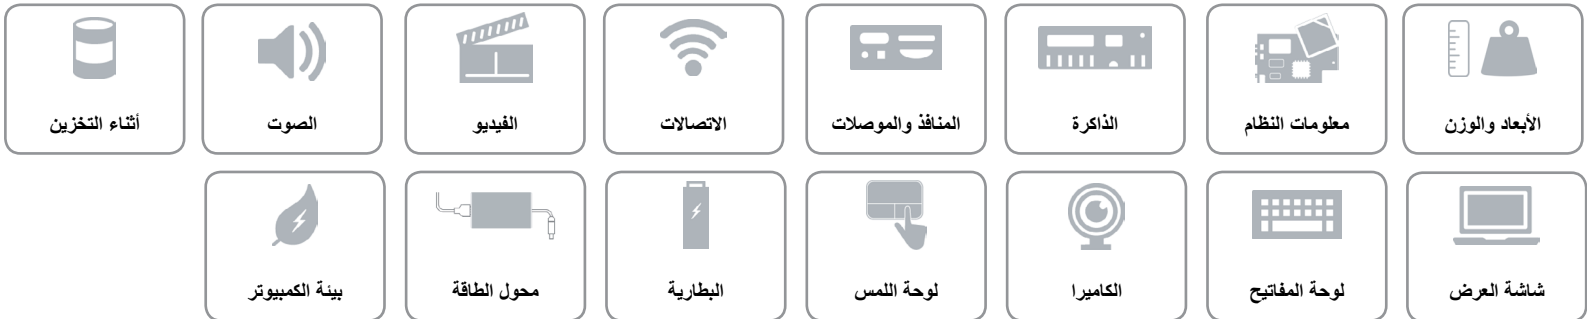 الأبعاد والوزن
معلومات النظام
الذاكرة
المنافذ والموصلات
الاتصالات
الفيديو
الصوت
أثناء التخزين
شاشة العرض
لوحة المفاتيح
الكاميرا
لوحة اللمس
البطارية
محول الطاقة
بيئة الكمبيوتر